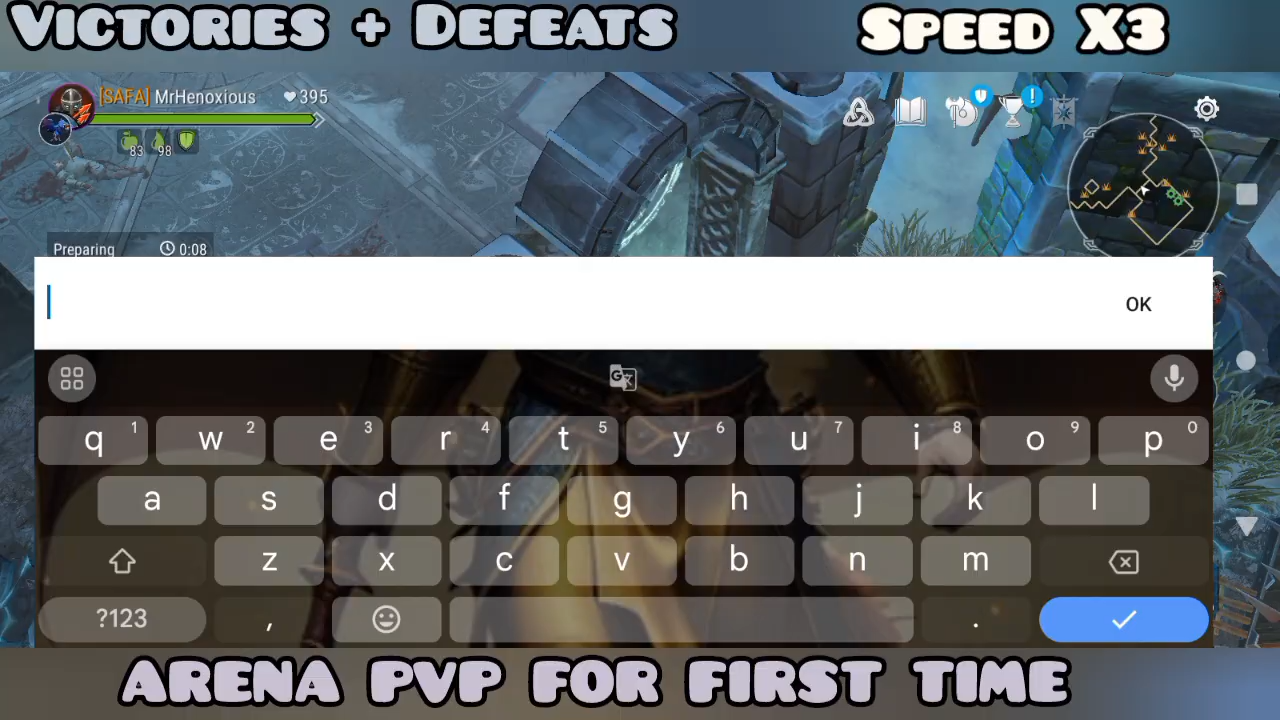 VICTORIES + DEFEATS
SPEED X3
[SAFA] MrHenoxious 395
83 98
Preparing 0:08
OK
q 1 w 2 e 3 r 4 t 5 y 6 u 7 i 8 o 9 p 0
a s d f g h j k l
z x c v b n m
?123 , .
ARENA PVP FOR FIRST TIME